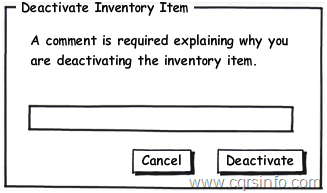 Deactivate Inventory Item
A comment is required explaining why you
are deactivating the inventory item.
Cancel
Deactivate
www.cqrsinfo.com